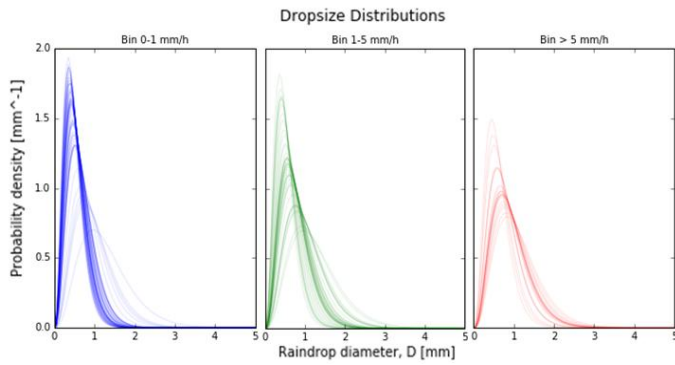 Dropsize Distributions
Bin 0-1 mm/h
Bin 1-5 mm/h
Bin > 5 mm/h
Probability density [mm^-1]
2.0
1.5
1.0
0.5
0.0
0 1 2 3 4 5
0 1 2 3 4 5
0 1 2 3 4 5
Raindrop diameter, D [mm]